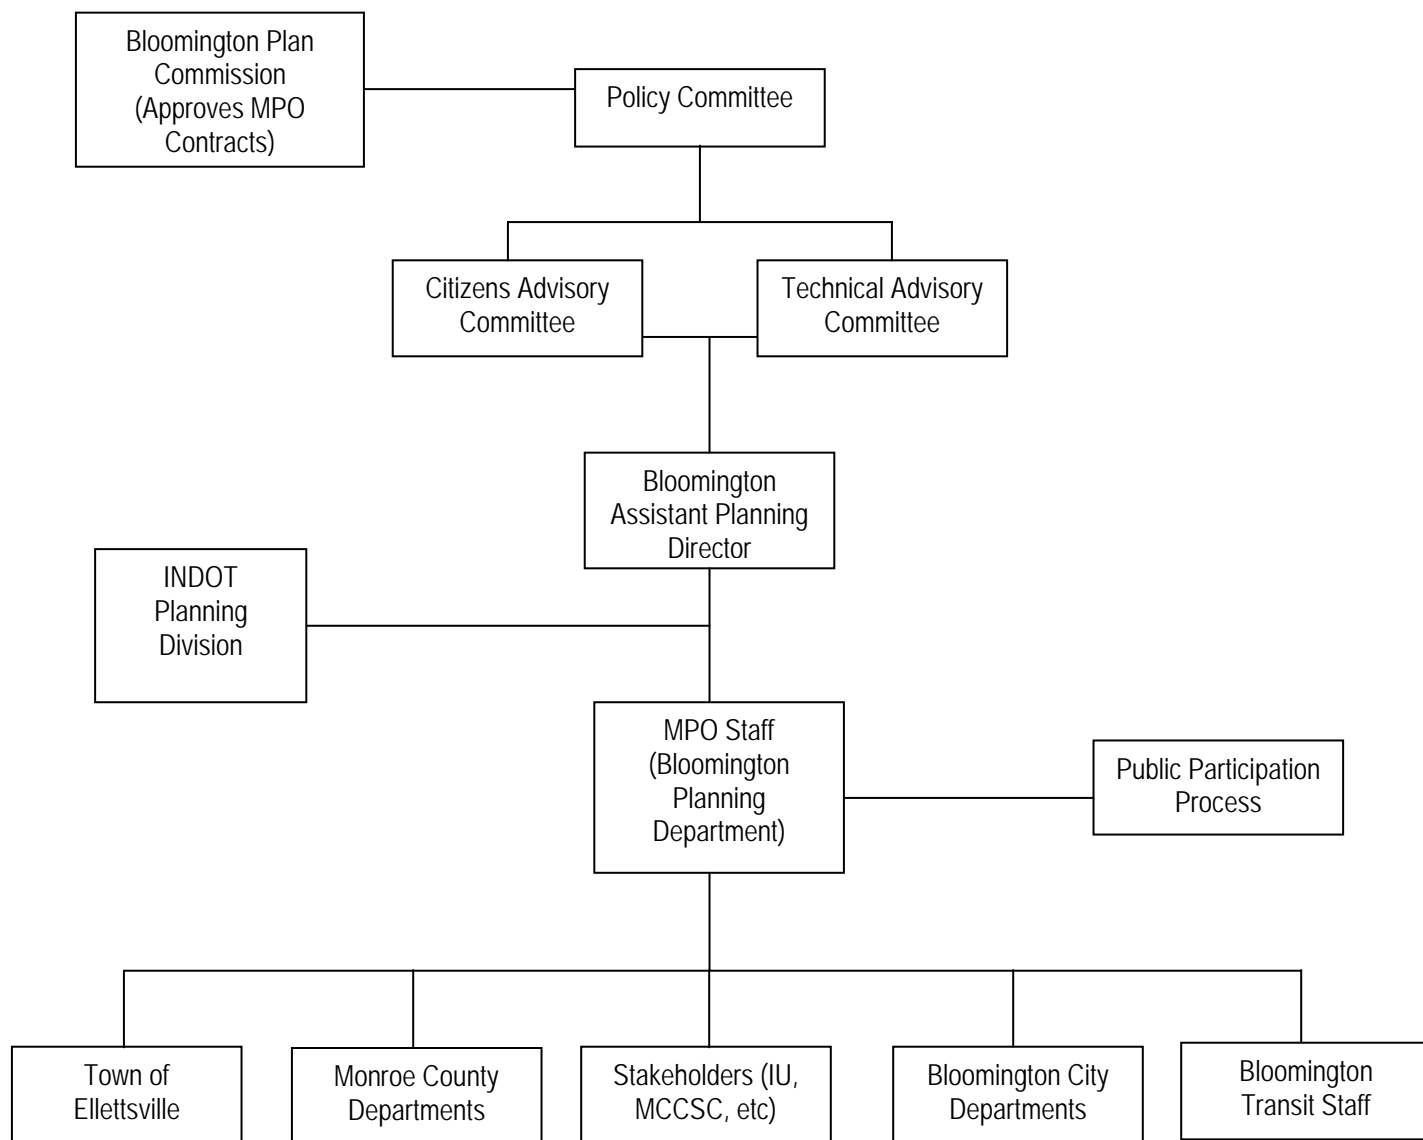 Bloomington Plan
Commission
(Approves MPO
Contracts)
Policy Committee
Citizens Advisory
Committee
Technical Advisory
Committee
Bloomington
Assistant Planning
Director
INDOT
Planning
Division
MPO Staff
(Bloomington
Planning
Department)
Public Participation
Process
Town of
Ellettsville
Monroe County
Departments
Stakeholders (IU,
MCCSC, etc)
Bloomington City
Departments
Bloomington
Transit Staff